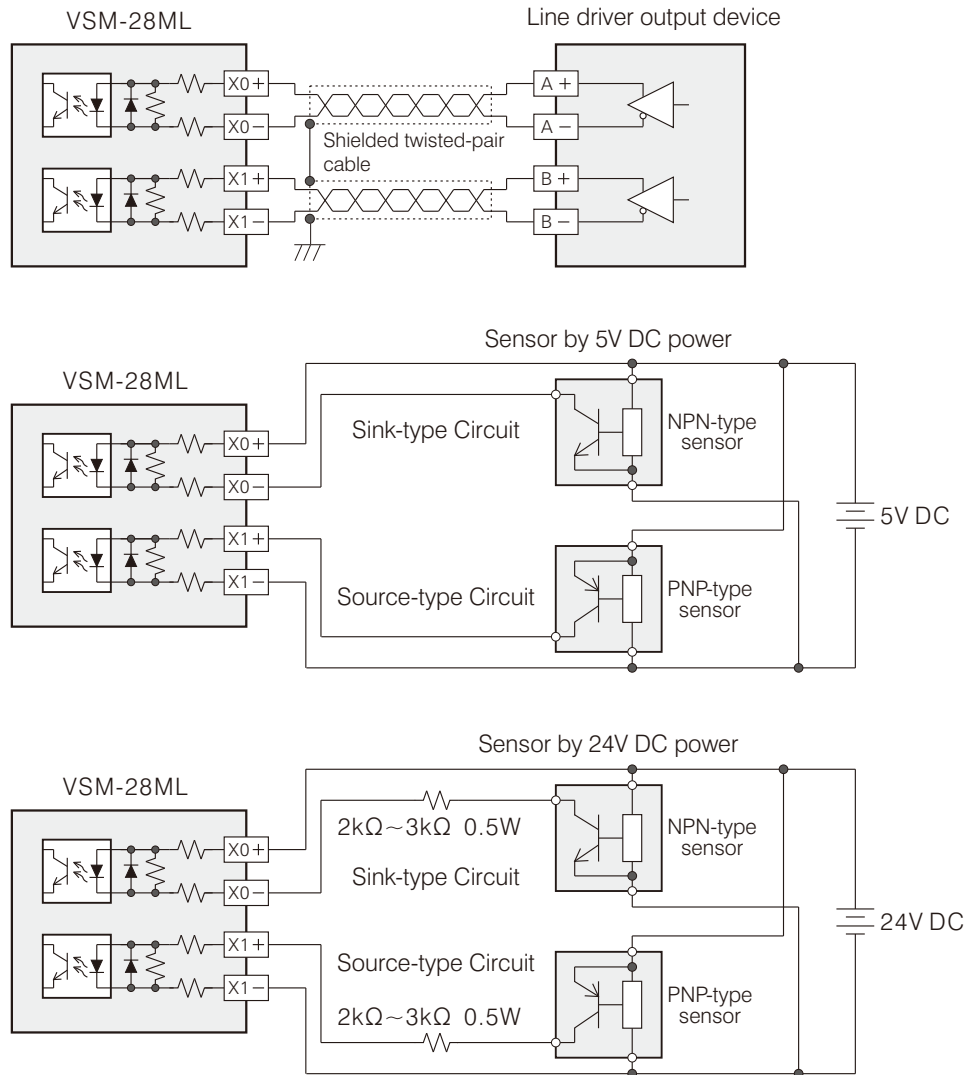 VSM-28ML
Line driver output device
X0+
X0−
X1+
X1−
A+
A−
B+
B−
Shielded twisted-pair
cable
Sensor by 5V DC power
VSM-28ML
X0+
X0−
X1+
X1−
Sink-type Circuit
Source-type Circuit
NPN-type
sensor
PNP-type
sensor
5V DC
Sensor by 24V DC power
VSM-28ML
X0+
X0−
X1+
X1−
2kΩ~3kΩ 0.5W
Sink-type Circuit
Source-type Circuit
2kΩ~3kΩ 0.5W
NPN-type
sensor
PNP-type
sensor
24V DC